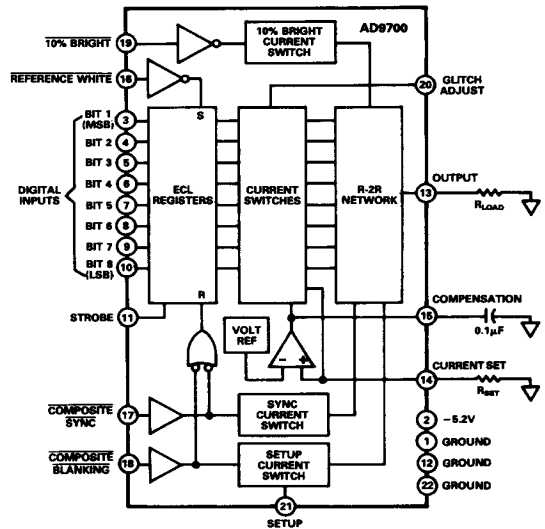 AD9700
10% BRIGHT
19
10% BRIGHT
CURRENT
SWITCH
REFERENCE WHITE
16
20
GLITCH
ADJUST
S
BIT 1
(MSB)
3
BIT 2
4
BIT 3
5
DIGITAL
INPUTS
BIT 4
6
BIT 5
7
BIT 6
8
BIT 7
9
BIT 8
(LSB)
10
ECL
REGISTERS
CURRENT
SWITCHES
R-2R
NETWORK
OUTPUT
13
RLOAD
R
STROBE
11
VOLT
REF
- +
COMPENSATION
15
0.1μF
CURRENT SET
14
RSET
COMPOSITE
SYNC
17
SYNC
CURRENT
SWITCH
2
-5.2V
1
GROUND
COMPOSITE
BLANKING
18
SETUP
CURRENT
SWITCH
12
GROUND
22
GROUND
21
SETUP